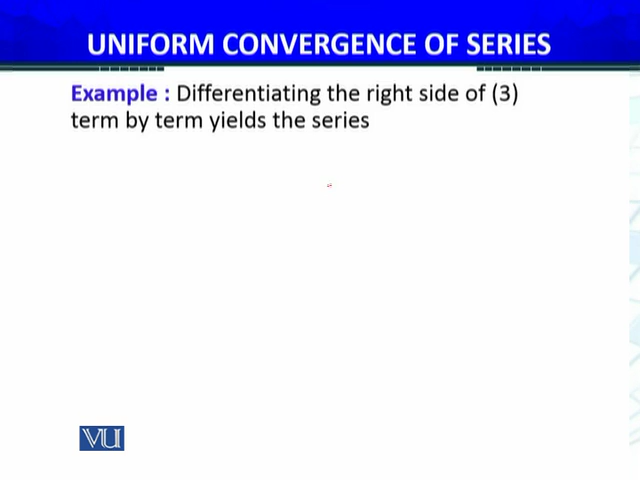 UNIFORM CONVERGENCE OF SERIES
Example : Differentiating the right side of (3)
term by term yields the series
VU